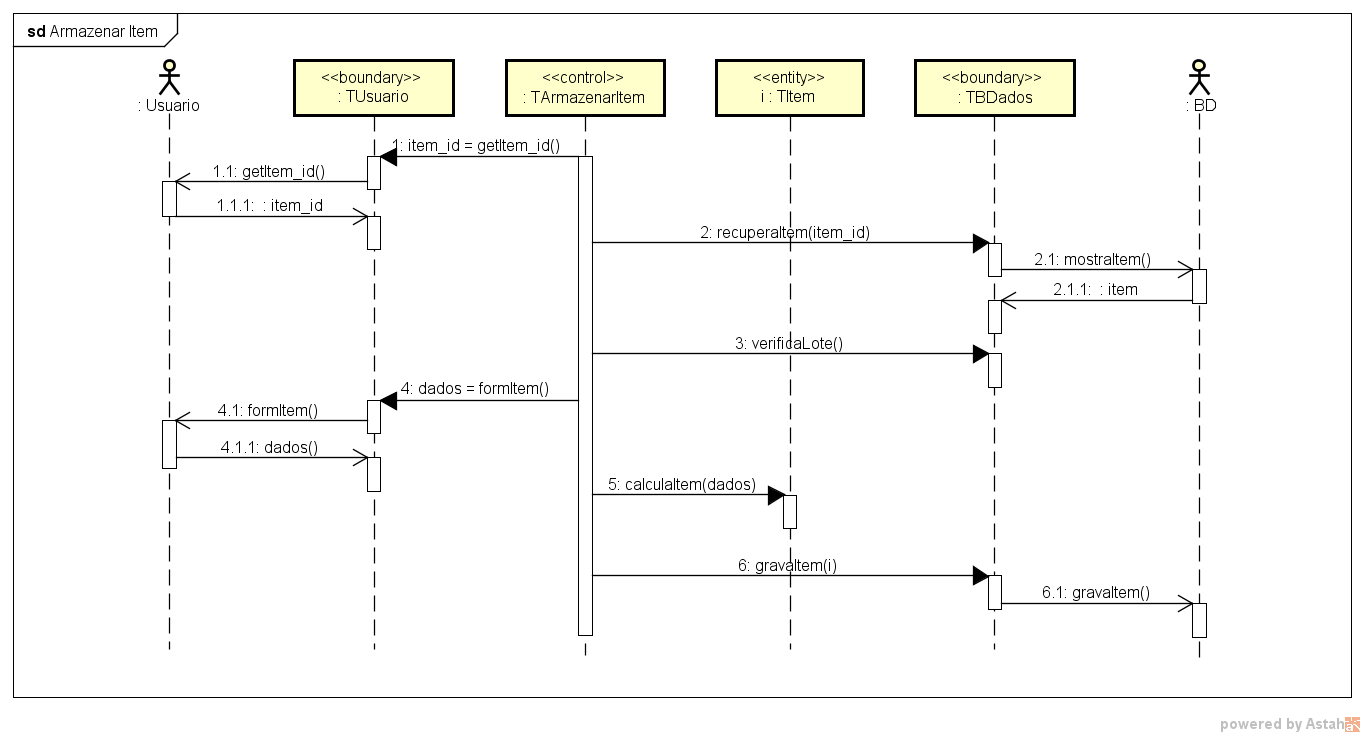 sd Armazenar Item
: Usuario
<<boundary>>
: TUsuario
<<control>>
: TArmazenarItem
<<entity>>
i : TItem
<<boundary>>
: TBDados
: BD
1: item_id = getItem_id()
1.1: getItem_id()
1.1.1: : item_id
2: recuperaItem(item_id)
2.1: mostraItem()
2.1.1: : item
3: verificaLote()
4: dados = formItem()
4.1: formItem()
4.1.1: dados()
5: calculaItem(dados)
6: gravaItem(i)
6.1: gravaItem()
powered by Astah